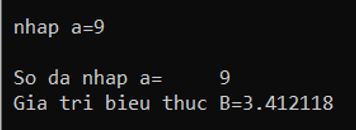 nhap a=9
So da nhap a=     9
Gia tri bieu thuc B=3.412118